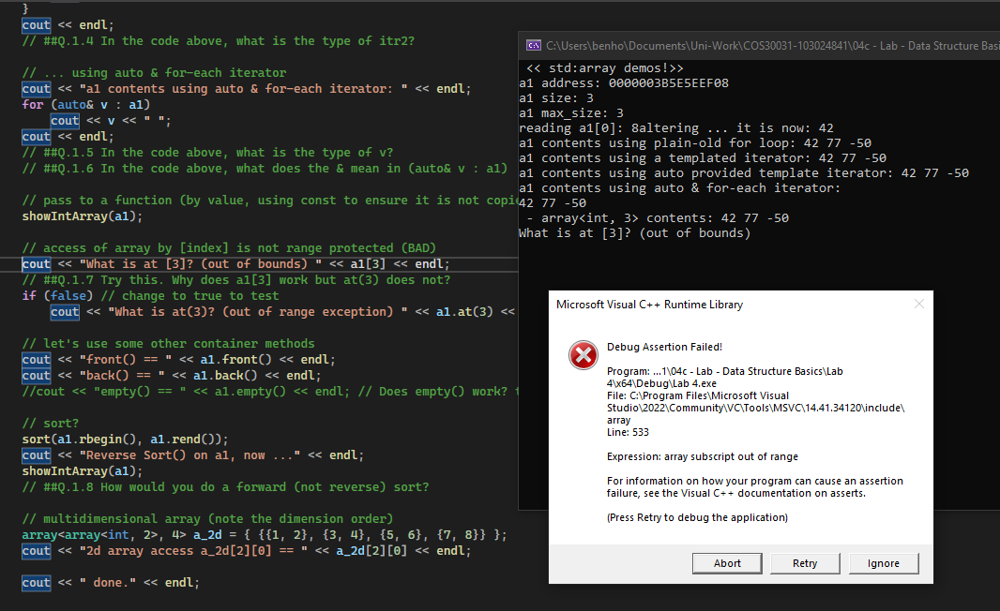 }
cout << endl;
// ##Q.1.4 In the code above, what is the type of itr2?
// ... using auto & for-each iterator
cout << "a1 contents using auto & for-each iterator: " << endl;
for (auto& v : a1)
cout << v << " ";
cout << endl;
// ##Q.1.5 In the code above, what is the type of v?
// ##Q.1.6 In the code above, what does the & mean in (auto& v : a1)
// pass to a function (by value, using const to ensure it is not
showIntArray(a1);
// access of array by [index] is not range protected (BAD)
cout << "What is at [3]? (out of bounds) " << a1[3] << endl;
// ##Q.1.7 Try this. Why does a1[3] work but at(3) does not?
if (false) // change to true to test
cout << "What is at(3)? (out of range exception) " << a1.at(3) <<
// let's use some other container methods
cout << "front() == " << a1.front() << endl;
cout << "back() == " << a1.back() << endl;
//cout << "empty() == " << a1.empty() << endl; // Does empty() work?
// sort?
sort(a1.rbegin(), a1.rend());
cout << "Reverse Sort() on a1, now ..." << endl;
showIntArray(a1);
// ##Q.1.8 How would you do a forward (not reverse) sort?
// multidimensional array (note the dimension order)
array<array<int, 2>, 4> a_2d = { {{1, 2}, {3, 4}, {5, 6}, {7, 8}} };
cout << "2d array access a_2d[2][0] == " << a_2d[2][0] << endl;
cout << " done." << endl;
C:\Users\benho\Documents\Uni-Work\COS30031-103024841\04c - Lab - Data Structure Basi
<< std:array demos!>>
a1 address: 0000003B5E5EEF08
a1 size: 3
a1 max_size: 3
reading a1[0]: 8altering ... it is now: 42
a1 contents using plain-old for loop: 42 77 -50
a1 contents using a templated iterator: 42 77 -50
a1 contents using auto provided template iterator: 42 77 -50
a1 contents using auto & for-each iterator:
42 77 -50
- array<int, 3> contents: 42 77 -50
What is at [3]? (out of bounds)
Microsoft Visual C++ Runtime Library
Debug Assertion Failed!
Program: ...1\04c - Lab - Data Structure Basics\Lab
4\x64\Debug\Lab 4.exe
File: C:\Program Files\Microsoft Visual
Studio\2022\Community\VC\Tools\MSVC\14.41.34120\include\
array
Line: 533
Expression: array subscript out of range
For information on how your program can cause an assertion
failure, see the Visual C++ documentation on asserts.
(Press Retry to debug the application)
Abort
Retry
Ignore